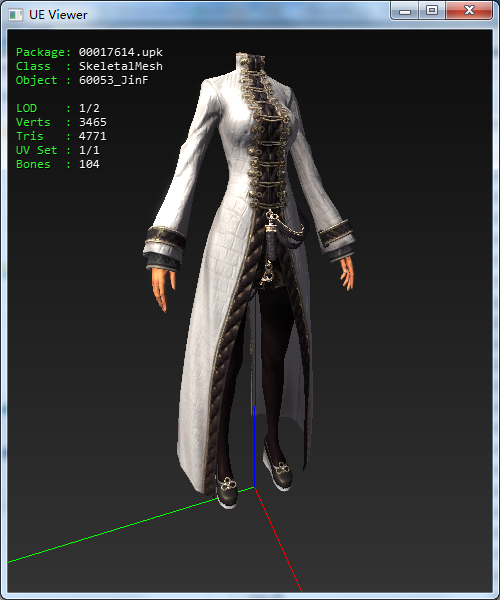 UE Viewer
Package: 00017614.upk
Class : SkeletalMesh
Object : 60053_JinF
LOD : 1/2
Verts : 3465
Tris : 4771
UV Set : 1/1
Bones : 104